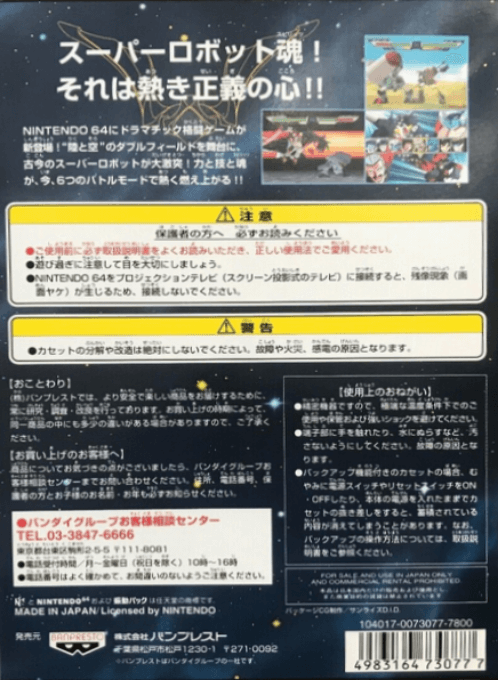 スーパーロボット魂！
それは熱き正義の心!!
NINTENDO 64にドラマチック格闘ゲームが
新登場！“陸と空”のダブルフィールドを舞台に、
古今のスーパーロボットが大激突！力と技と魂
が、今、6つのバトルモードで熱く燃え上がる!!
⚠注意
保護者の方へ 必ずお読みください
●ご使用前に必ず取扱説明書をよくお読みいただき、正しい使用法でご愛用ください。
●遊び過ぎに注意して目を大切にしましょう。
●NINTENDO 64をプロジェクションテレビ（スクリーン投影式のテレビ）に接続すると、残像現象（画
面ヤケ）が生じるため、接続しないでください。
⚠警告
●カセットの分解や改造は絶対にしないでください。故障や火災、感電の原因となります。
【おことわり】
(株)バンプレストでは、より安全で楽しい商品をお届けするために、
常に研究・調査・改良を行っております。お買い上げの時期によって、
同一商品の中にも多少の違いがある場合がありますので、ご了承く
ださい。
【お買い上げのお客様へ】
商品についてお気づきの点がございましたら、バンダイグループお客
様相談センターまでお問い合わせください。住所、電話番号、保
護者の方とお子様のお名前・お年も必ずお知らせください。
●バンダイグループお客様相談センター
TEL.03-3847-6666
東京都台東区駒形2-5-5 〒111-8081
●電話受付時間／月〜金曜日（祝日を除く）10時〜16時
●電話番号はよく確かめて、お間違いのないようご注意ください。
【使用上のおねがい】
●精密機器ですので、極端な温度条件下でのご
使用や保管および強いショックを避けてください。
●端子部に手を触れたり、水にぬらすなど、汚
さないようにしてください。故障の原因となりま
す。
●バックアップ機能付きのカセットの場合、む
やみに電源スイッチやリセットスイッチをON
・OFFしたり、本体の電源を入れたままでカ
セットの抜き差しをすると、蓄積されている
内容が消えてしまうことがあります。なお、
バックアップの操作方法については、取扱説
明書をご参照ください。
FOR SALE AND USE IN JAPAN ONLY
AND COMMERCIAL RENTAL PROHIBITED
本品は日本国内だけの販売および使用とし、
また商業目的の賃貸は禁止されています
とNINTENDO64および振動パックは任天堂の商標です。
MADE IN JAPAN/Licensed by NINTENDO
パッケージCG制作／サンライズD.I.D.
104017-0073077-7800
発売元
BANPRESTO
株式会社バンプレスト
千葉県松戸市松戸1230-1 〒271-0092
※バンプレストはバンダイグループの一社です。
4983164730777